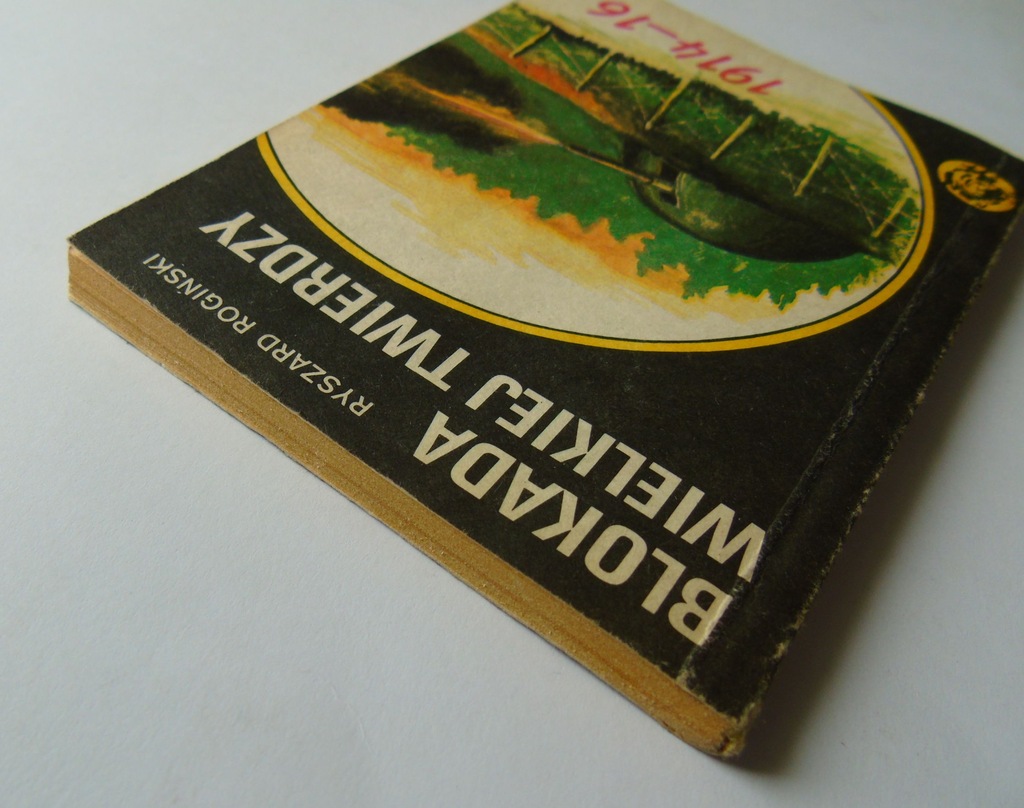 RYSZARD ROGIŃSKI
BLOKADA
WIELKIEJ TWIERDZY
1914–16